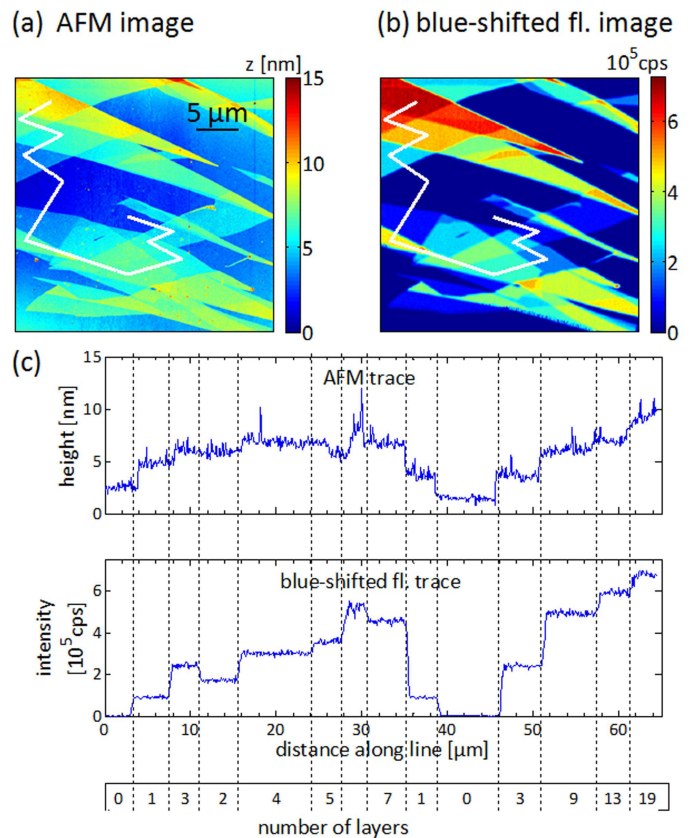 (a) AFM image
(b) blue-shifted fl. image
z [nm]
15
10
5
0
5 µm
10⁵cps
6
4
2
0
(c)
AFM trace
height [nm]
15
10
5
0
blue-shifted fl. trace
intensity [10⁵cps]
6
4
2
0
0 10 20 30 40 50 60
distance along line [µm]
0 1 3 2 4 5 7 1 0 3 9 13 19
number of layers